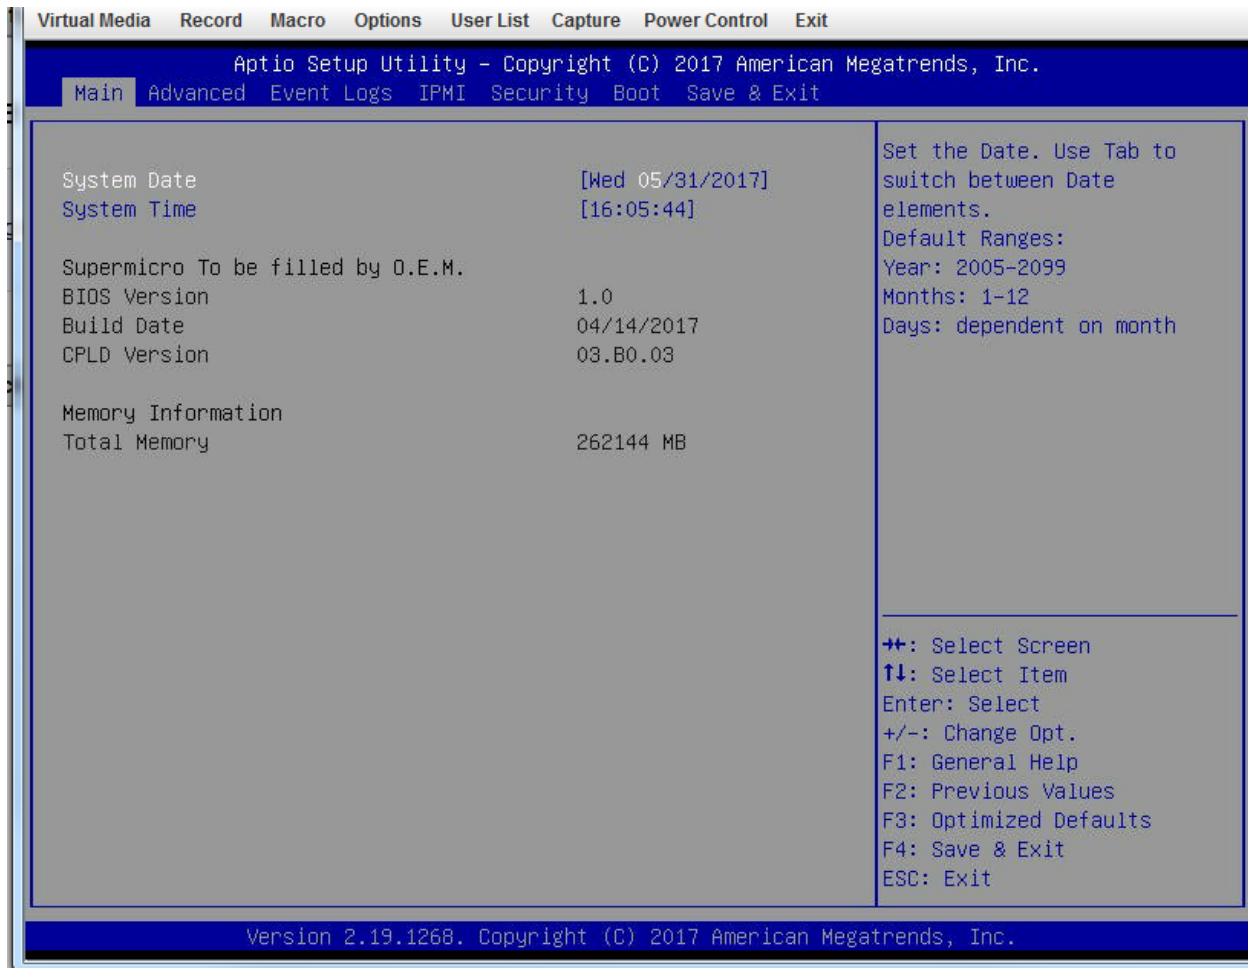 Virtual Media Record Macro Options User List Capture Power Control Exit
Aptio Setup Utility – Copyright (C) 2017 American Megatrends, Inc.
Main Advanced Event Logs IPMI Security Boot Save & Exit
System Date [Wed 05/31/2017]
System Time [16:05:44]
Supermicro To be filled by O.E.M.
BIOS Version 1.0
Build Date 04/14/2017
CPLD Version 03.B0.03
Memory Information
Total Memory 262144 MB
Set the Date. Use Tab to
switch between Date
elements.
Default Ranges:
Year: 2005-2099
Months: 1-12
Days: dependent on month
→←: Select Screen
↑↓: Select Item
Enter: Select
+/-: Change Opt.
F1: General Help
F2: Previous Values
F3: Optimized Defaults
F4: Save & Exit
ESC: Exit
Version 2.19.1268. Copyright (C) 2017 American Megatrends, Inc.